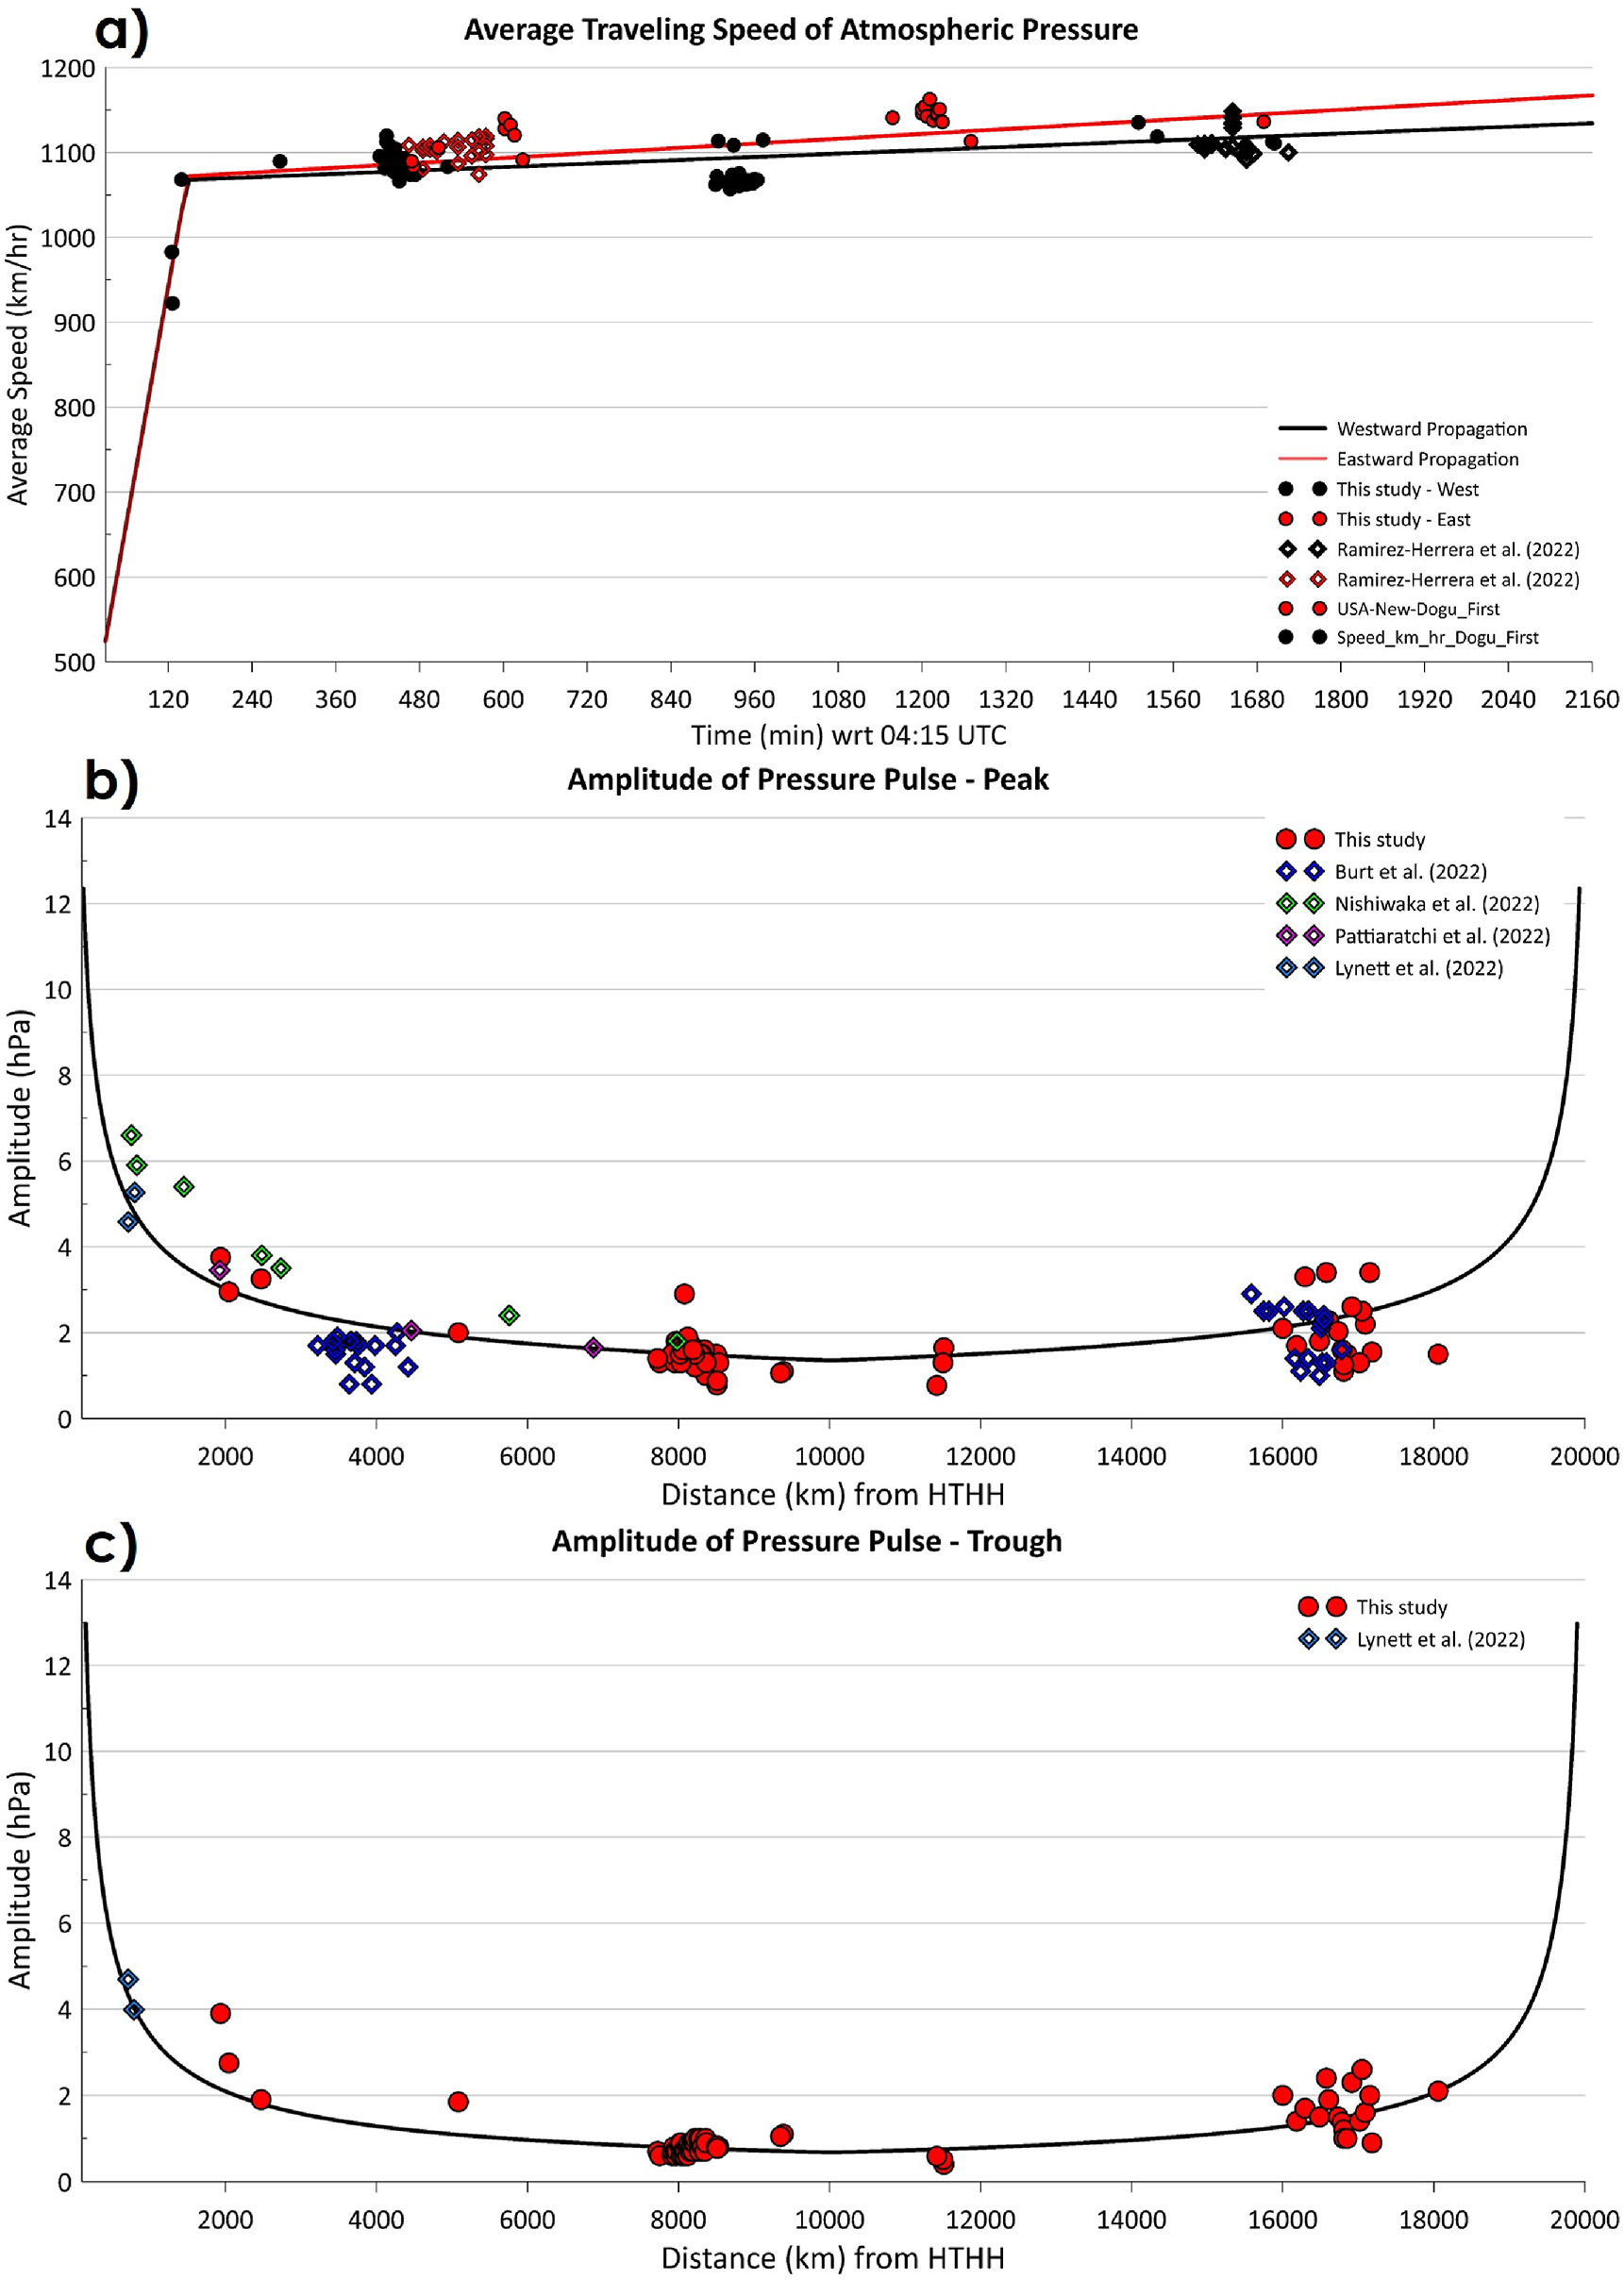 a)
Average Traveling Speed of Atmospheric Pressure
1200
1100
1000
900
800
700
600
500
Average Speed (km/hr)
Westward Propagation
Eastward Propagation
This study - West
This study - East
Ramirez-Herrera et al. (2022)
Ramirez-Herrera et al. (2022)
USA-New-Dogu_First
Speed_km_hr_Dogu_First
120 240 360 480 600 720 840 960 1080 1200 1320 1440 1560 1680 1800 1920 2040 2160
Time (min) wrt 04:15 UTC
b)
Amplitude of Pressure Pulse - Peak
14
12
10
8
6
4
2
0
Amplitude (hPa)
This study
Burt et al. (2022)
Nishiwaka et al. (2022)
Pattiaratchi et al. (2022)
Lynett et al. (2022)
2000 4000 6000 8000 10000 12000 14000 16000 18000 20000
Distance (km) from HTHH
c)
Amplitude of Pressure Pulse - Trough
14
12
10
8
6
4
2
0
Amplitude (hPa)
This study
Lynett et al. (2022)
2000 4000 6000 8000 10000 12000 14000 16000 18000 20000
Distance (km) from HTHH